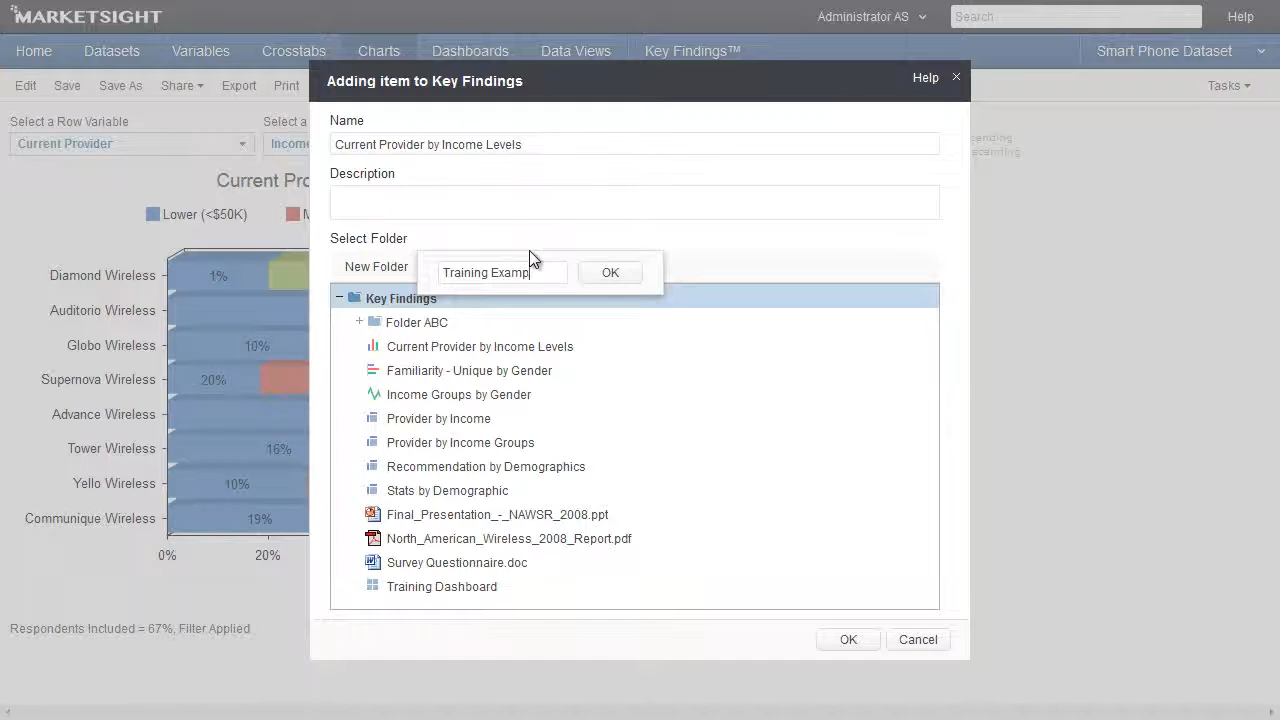 MARKETSIGHT
Administrator AS
Search
Help
Home
Datasets
Variables
Crosstabs
Charts
Dashboards
Data Views
Key Findings™
Smart Phone Dataset
Edit
Save
Save As
Share
Export
Print
Tasks
Adding item to Key Findings
Help
Select a Row Variable
Select a
Current Provider
Income
ending
scending
Name
Current Provider by Income Levels
Description
Select Folder
New Folder
Training Examp
OK
Key Findings
Folder ABC
Current Provider by Income Levels
Familiarity - Unique by Gender
Income Groups by Gender
Provider by Income
Provider by Income Groups
Recommendation by Demographics
Stats by Demographic
Final_Presentation_-_NAWSR_2008.ppt
North_American_Wireless_2008_Report.pdf
Survey Questionnaire.doc
Training Dashboard
OK
Cancel
Current Pro
Lower (<$50K)
M
Diamond Wireless
1%
Auditorio Wireless
Globo Wireless
10%
Supernova Wireless
20%
Advance Wireless
Tower Wireless
16%
Yello Wireless
10%
Communique Wireless
19%
0%
20%
Respondents Included = 67%, Filter Applied